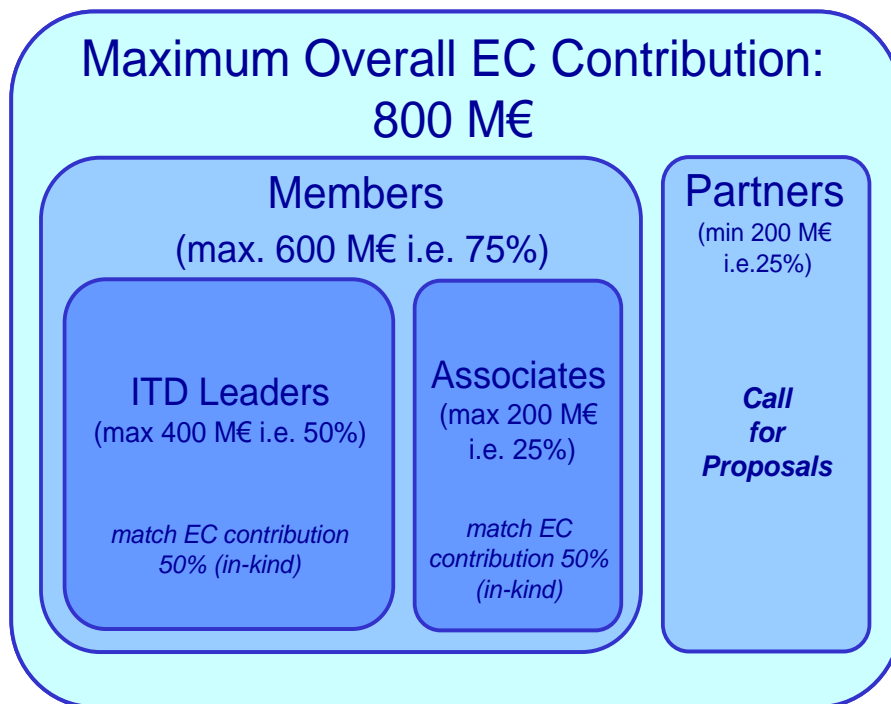 Maximum Overall EC Contribution:
800 M€
Members
(max. 600 M€ i.e. 75%)
ITD Leaders
(max 400 M€ i.e. 50%)
match EC contribution
50% (in-kind)
Associates
(max 200 M€
i.e. 25%)
match EC
contribution 50%
(in-kind)
Partners
(min 200 M€
i.e.25%)
Call
for
Proposals